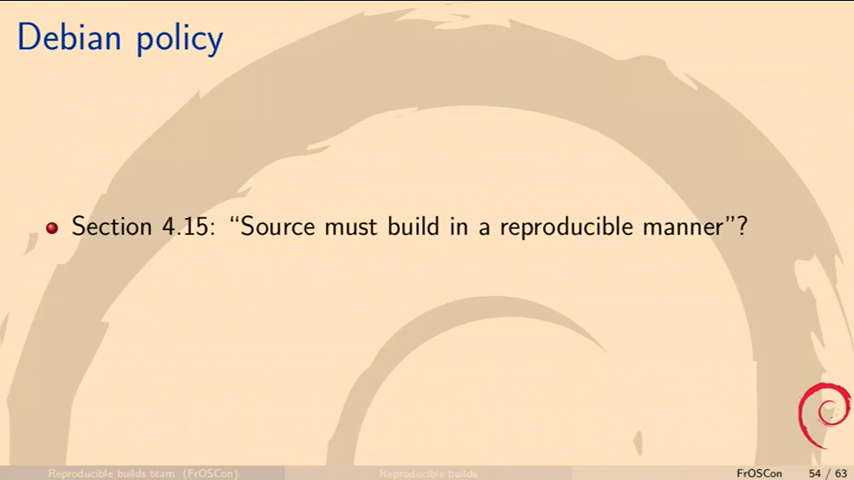 Debian policy
Section 4.15: “Source must build in a reproducible manner”?
Reproducible builds team (FrOSCon)
Reproducible builds
FrOSCon
54 / 63